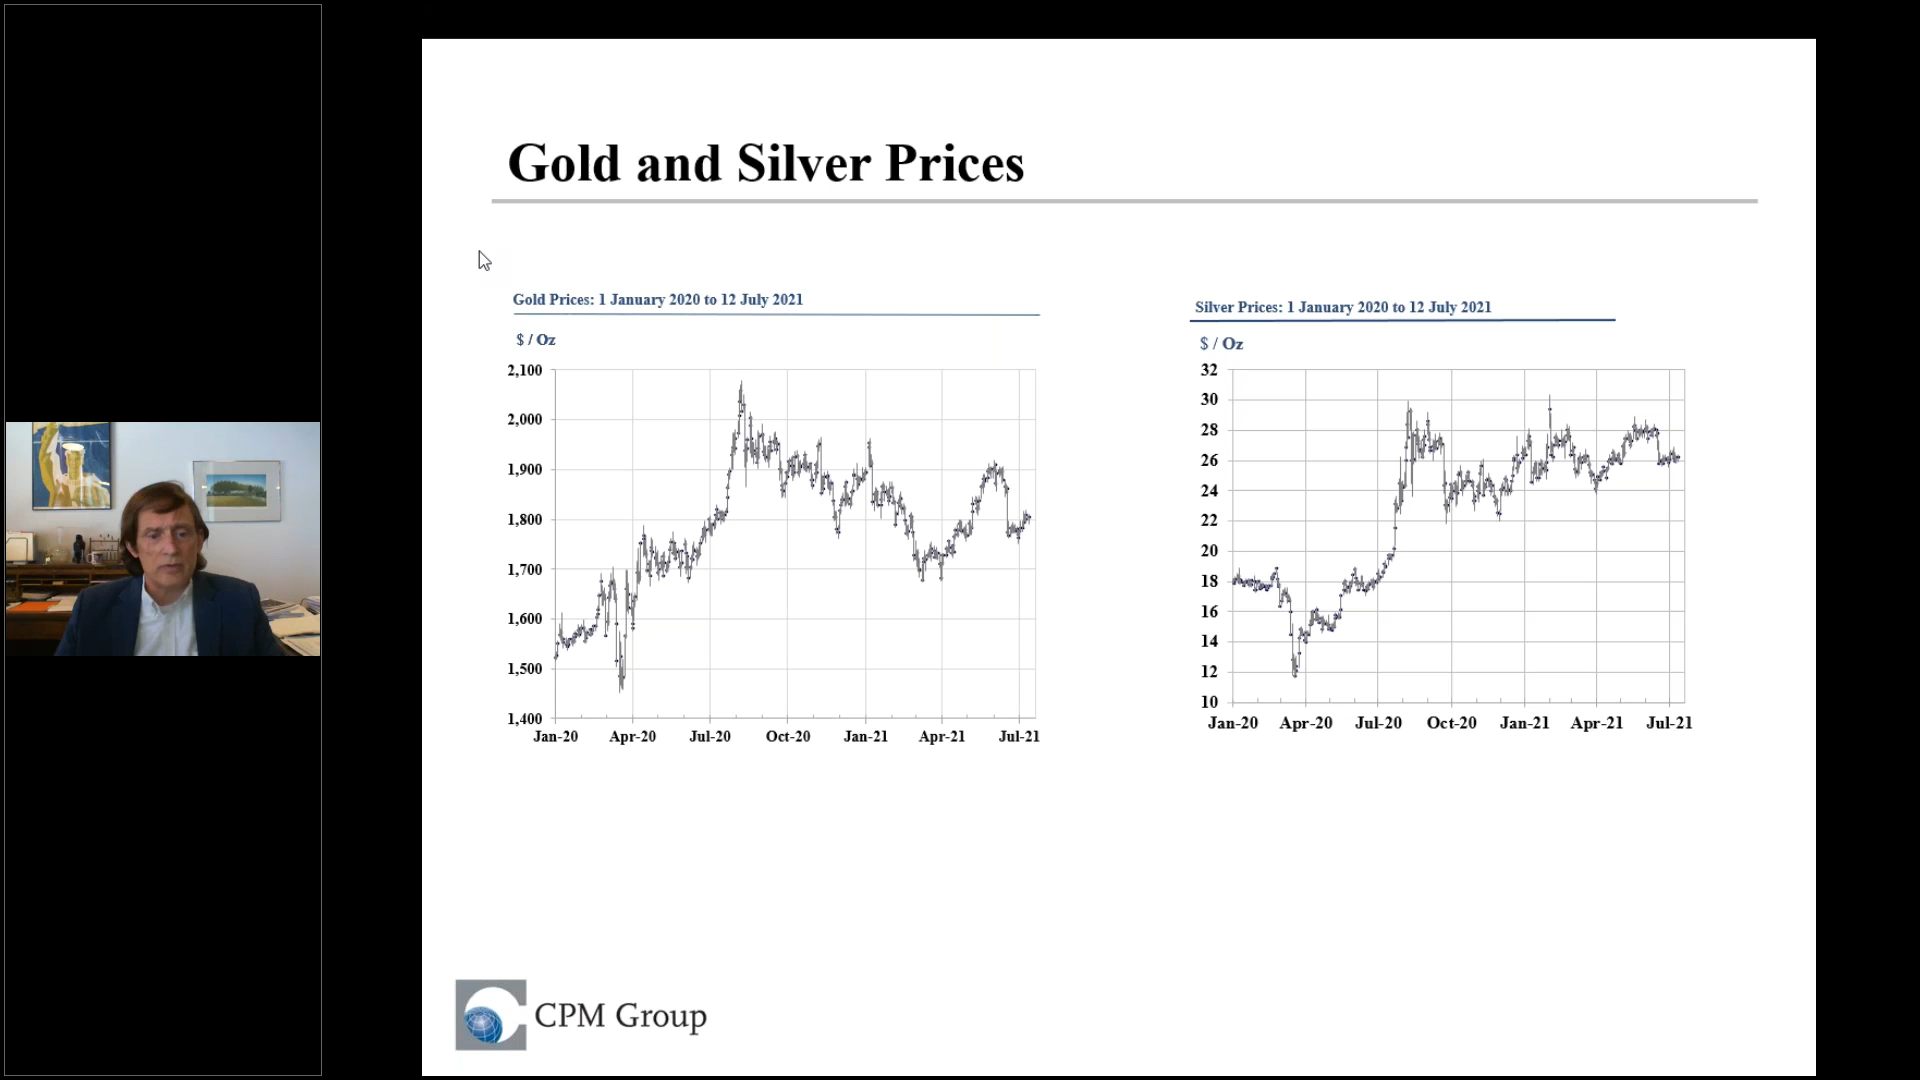 Gold and Silver Prices
Gold Prices: 1 January 2020 to 12 July 2021
$ / Oz
2,100
2,000
1,900
1,800
1,700
1,600
1,500
1,400
Jan-20 Apr-20 Jul-20 Oct-20 Jan-21 Apr-21 Jul-21
Silver Prices: 1 January 2020 to 12 July 2021
$ / Oz
32
30
28
26
24
22
20
18
16
14
12
10
Jan-20 Apr-20 Jul-20 Oct-20 Jan-21 Apr-21 Jul-21
CPM Group